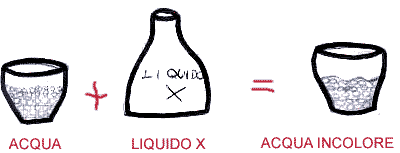 LIQUIDO
X
+
=
ACQUA
LIQUIDO X
ACQUA INCOLORE